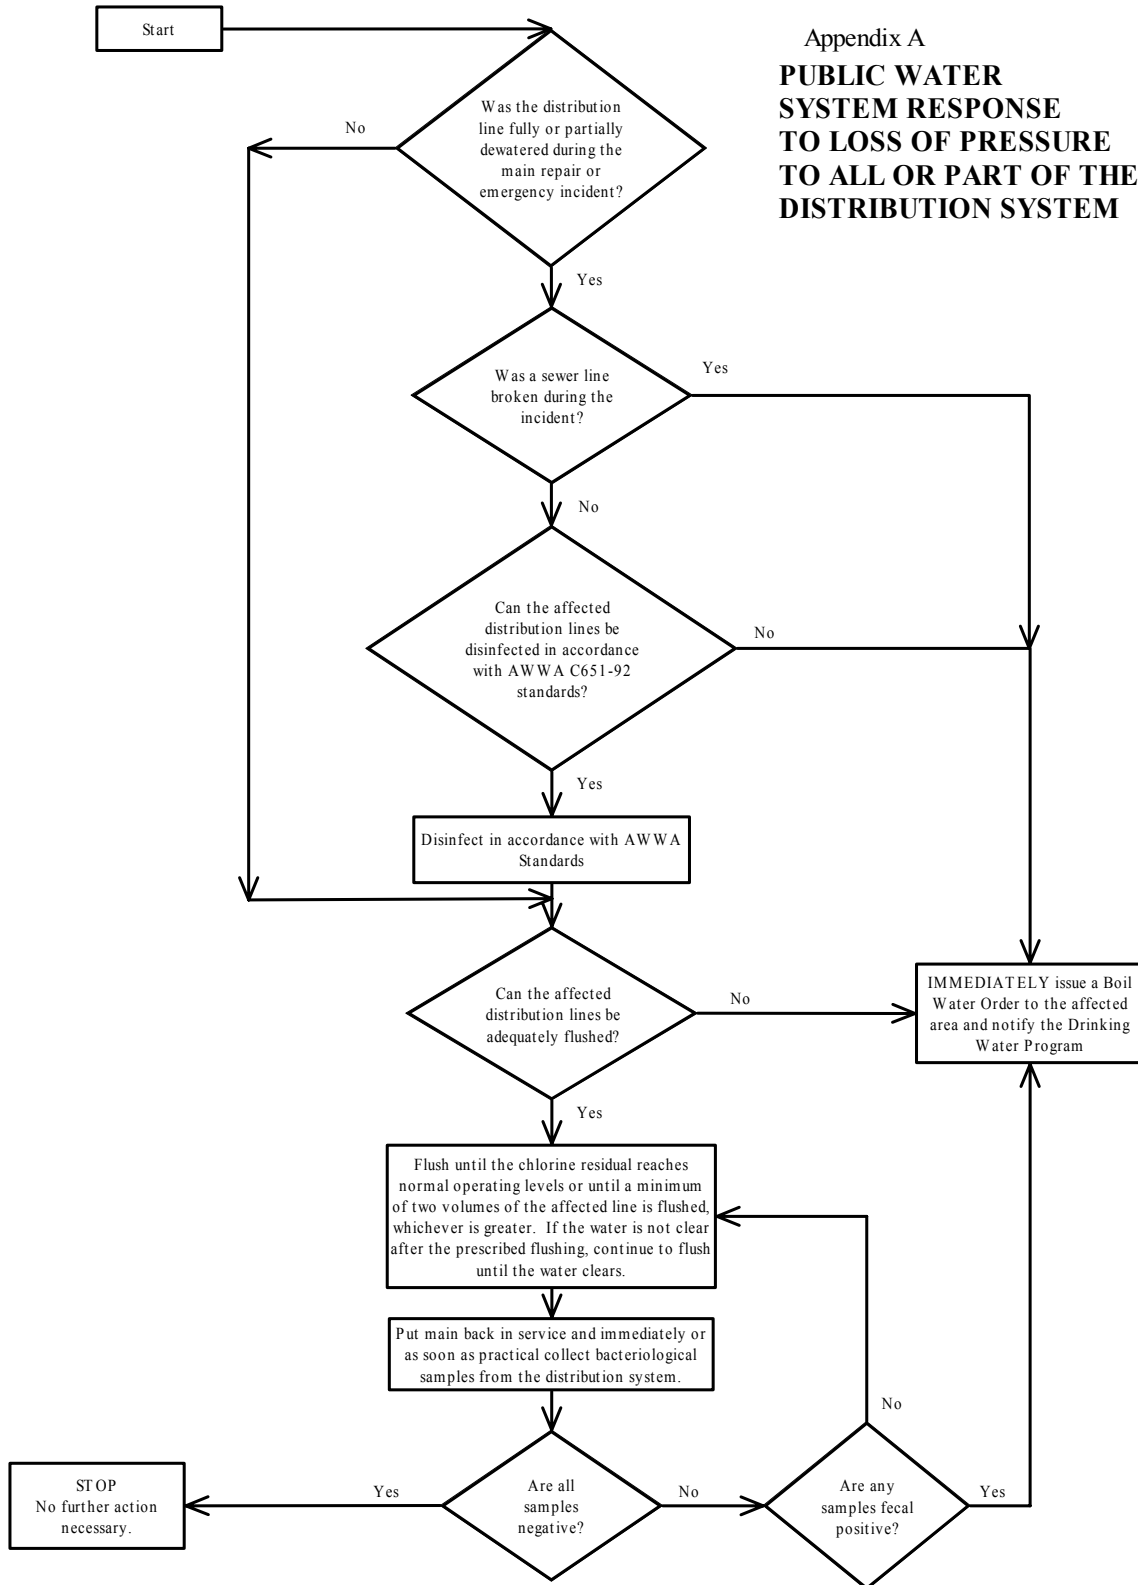 Start
Appendix A
PUBLIC WATER
SYSTEM RESPONSE
TO LOSS OF PRESSURE
TO ALL OR PART OF THE
DISTRIBUTION SYSTEM
Was the distribution
line fully or partially
dewatered during the
main repair or
emergency incident?
No
Yes
Was a sewer line
broken during the
incident?
Yes
No
Can the affected
distribution lines be
disinfected in accordance
with AWWA C651-92
standards?
No
Yes
Disinfect in accordance with AWWA
Standards
Can the affected
distribution lines be
adequately flushed?
No
IMMEDIATELY issue a Boil
Water Order to the affected
area and notify the Drinking
Water Program
Yes
Flush until the chlorine residual reaches
normal operating levels or until a minimum
of two volumes of the affected line is flushed,
whichever is greater. If the water is not clear
after the prescribed flushing, continue to flush
until the water clears.
Put main back in service and immediately or
as soon as practical collect bacteriological
samples from the distribution system.
No
STOP
No further action
necessary.
Yes
Are all
samples
negative?
No
Are any
samples fecal
positive?
Yes